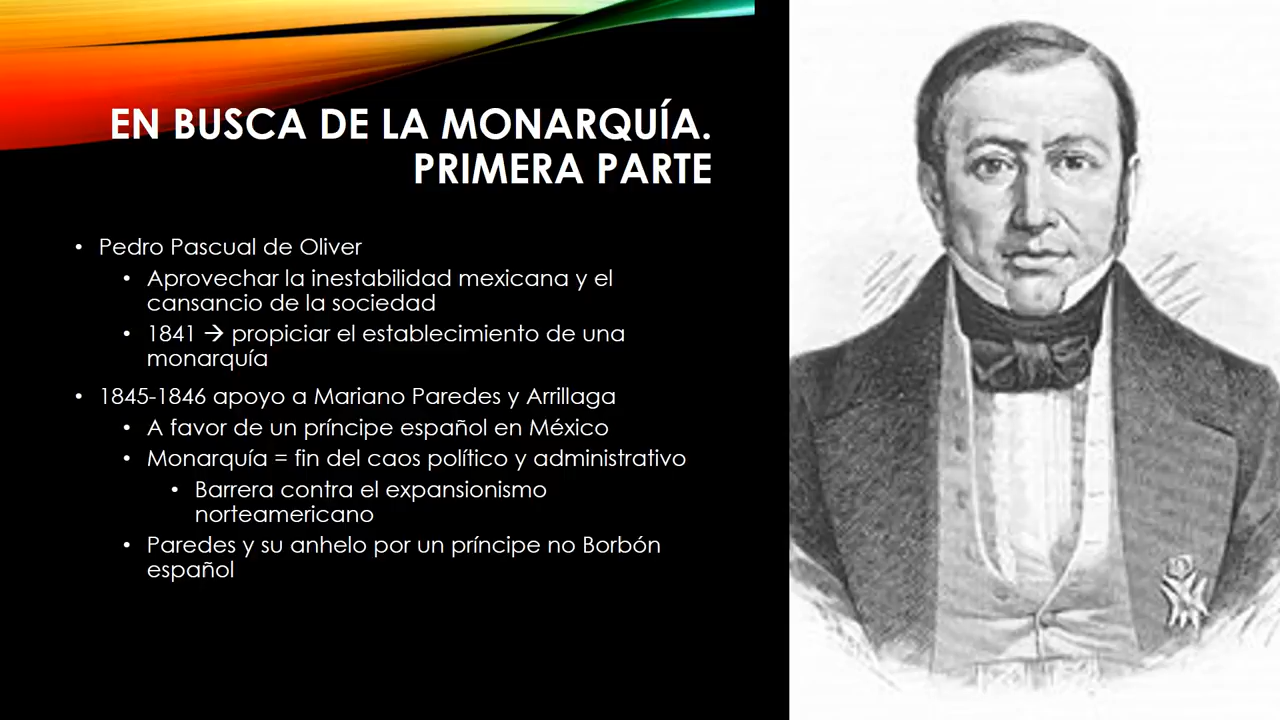 EN BUSCA DE LA MONARQUÍA.
PRIMERA PARTE
• Pedro Pascual de Oliver
• Aprovechar la inestabilidad mexicana y el
cansancio de la sociedad
• 1841 → propiciar el establecimiento de una
monarquía
• 1845-1846 apoyo a Mariano Paredes y Arrillaga
• A favor de un príncipe español en México
• Monarquía = fin del caos político y administrativo
• Barrera contra el expansionismo
norteamericano
• Paredes y su anhelo por un príncipe no Borbón
español